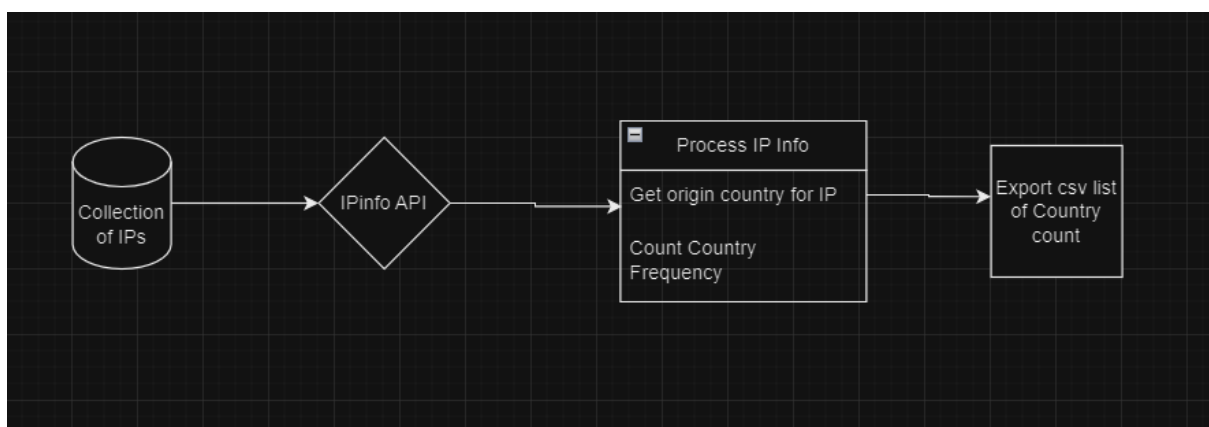 Collection
of IPs
IPinfo API
Process IP Info
Get origin country for IP
Count Country
Frequency
Export csv list
of Country
count